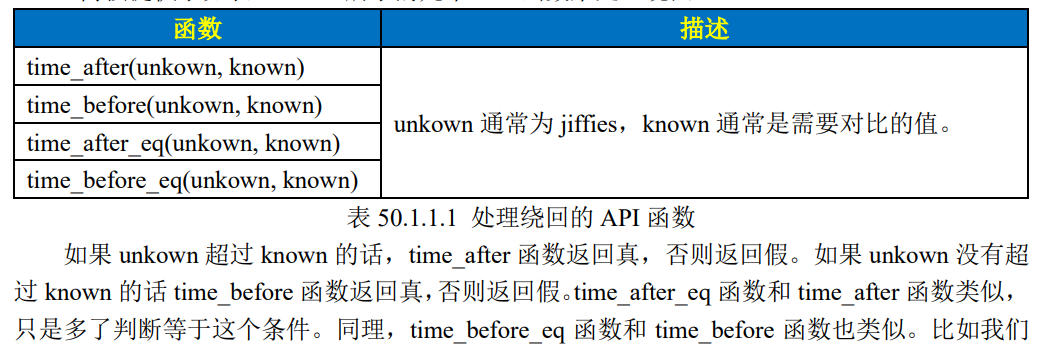 函数 描述
time_after(unkown, known)
time_before(unkown, known)
unkown 通常为 jiffies，known 通常是需要对比的值。
time_after_eq(unkown, known)
time_before_eq(unkown, known)
表 50.1.1.1 处理绕回的 API 函数
如果 unkown 超过 known 的话，time_after 函数返回真，否则返回假。如果 unkown 没有超
过 known 的话 time_before 函数返回真，否则返回假。time_after_eq 函数和 time_after 函数类似，
只是多了判断等于这个条件。同理，time_before_eq 函数和 time_before 函数也类似。比如我们